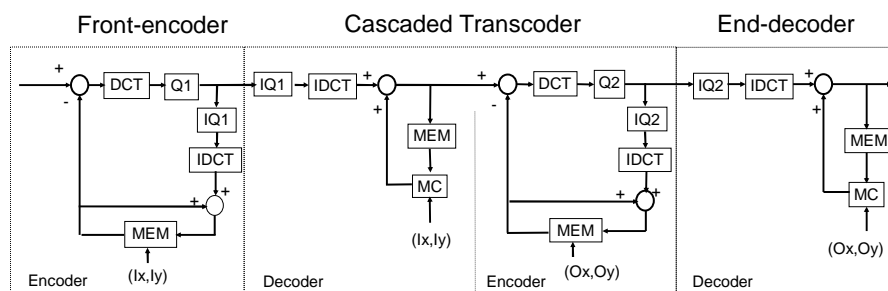 Front-encoder
Cascaded Transcoder
End-decoder
+
-
DCT
Q1
IQ1
IDCT
+
+
MEM
(Ix,Iy)
Encoder
IQ1
IDCT
+
+
MEM
MC
(Ix,Iy)
Decoder
+
-
DCT
Q2
IQ2
IDCT
+
+
MEM
(Ox,Oy)
Encoder
IQ2
IDCT
+
+
MEM
MC
(Ox,Oy)
Decoder